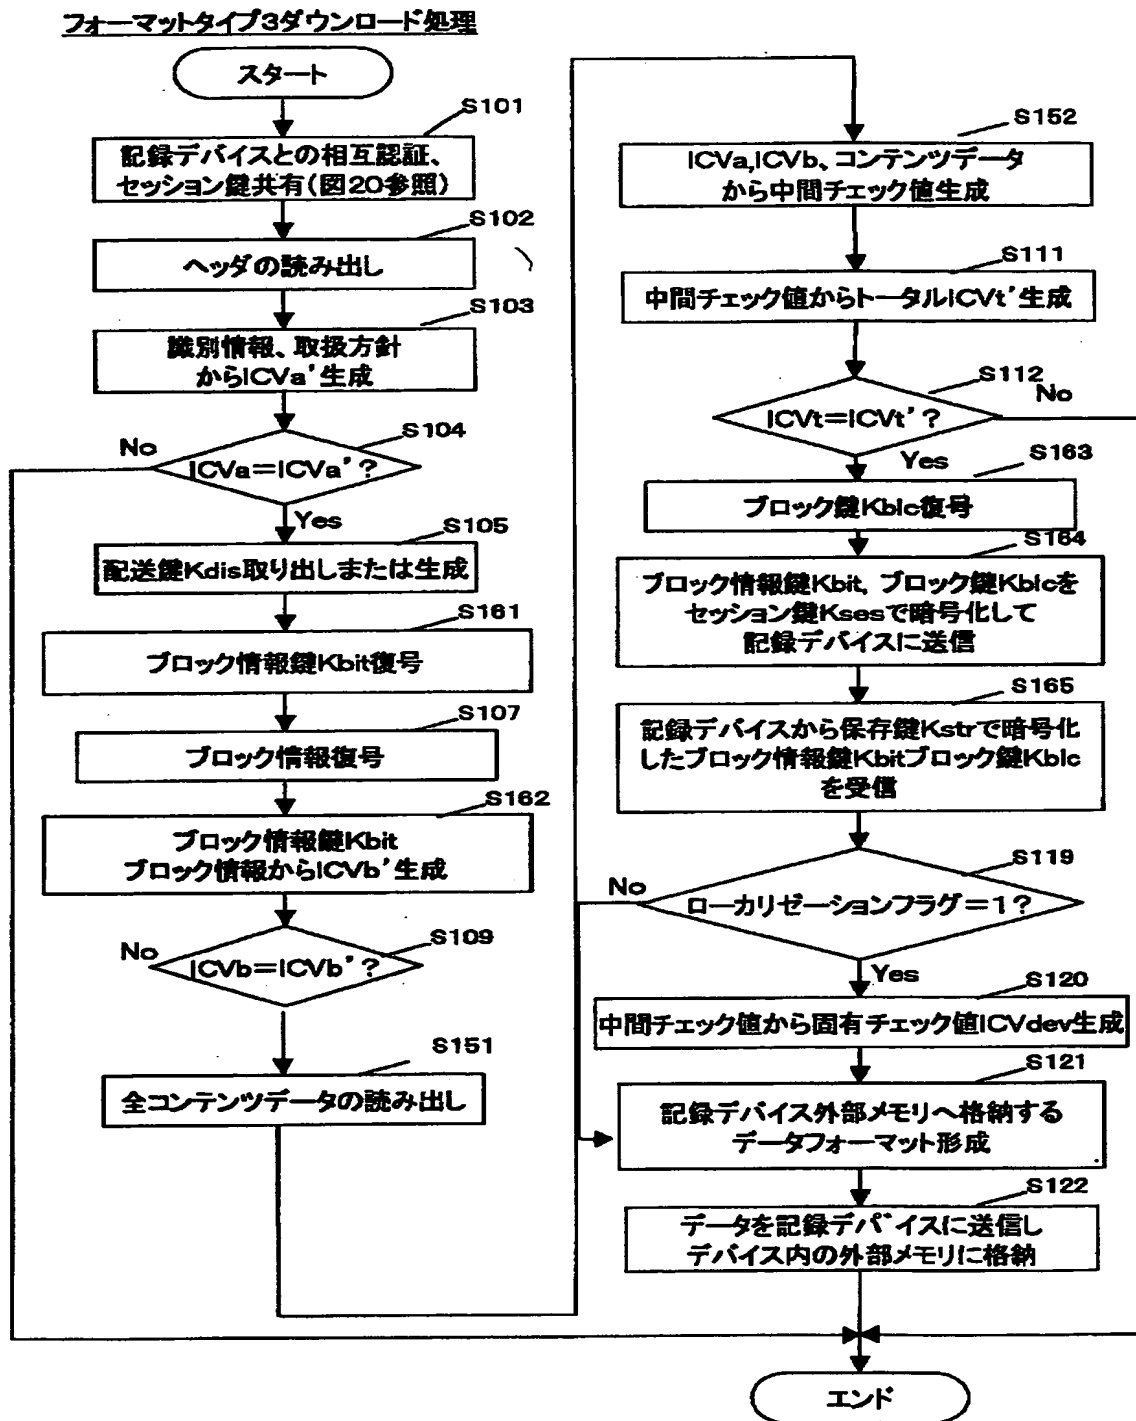 フォーマットタイプ3ダウンロード処理
スタート
S101
記録デバイスとの相互認証、
セッション鍵共有(図20参照)
S102
ヘッダの読み出し
S103
識別情報、取扱方針
からICVa'生成
S104
No
ICVa=ICVa'?
Yes
S105
配送鍵Kdis取り出しまたは生成
S161
ブロック情報鍵Kbit復号
S107
ブロック情報復号
S162
ブロック情報鍵Kbit
ブロック情報からICVb'生成
S109
No
ICVb=ICVb'?
S151
全コンテンツデータの読み出し
S152
ICVa,ICVb、コンテンツデータ
から中間チェック値生成
S111
中間チェック値からトータルICVt'生成
S112
No
ICVt=ICVt'?
Yes
S163
ブロック鍵Kblc復号
S164
ブロック情報鍵Kbit,ブロック鍵Kblcを
セッション鍵Ksesで暗号化して
記録デバイスに送信
S165
記録デバイスから保存鍵Kstrで暗号化
したブロック情報鍵Kbitブロック鍵Kblc
を受信
S119
No
ローカリゼーションフラグ=1?
Yes
S120
中間チェック値から固有チェック値ICVdev生成
S121
記録デバイス外部メモリへ格納する
データフォーマット形成
S122
データを記録デバイスに送信し
デバイス内の外部メモリに格納
エンド